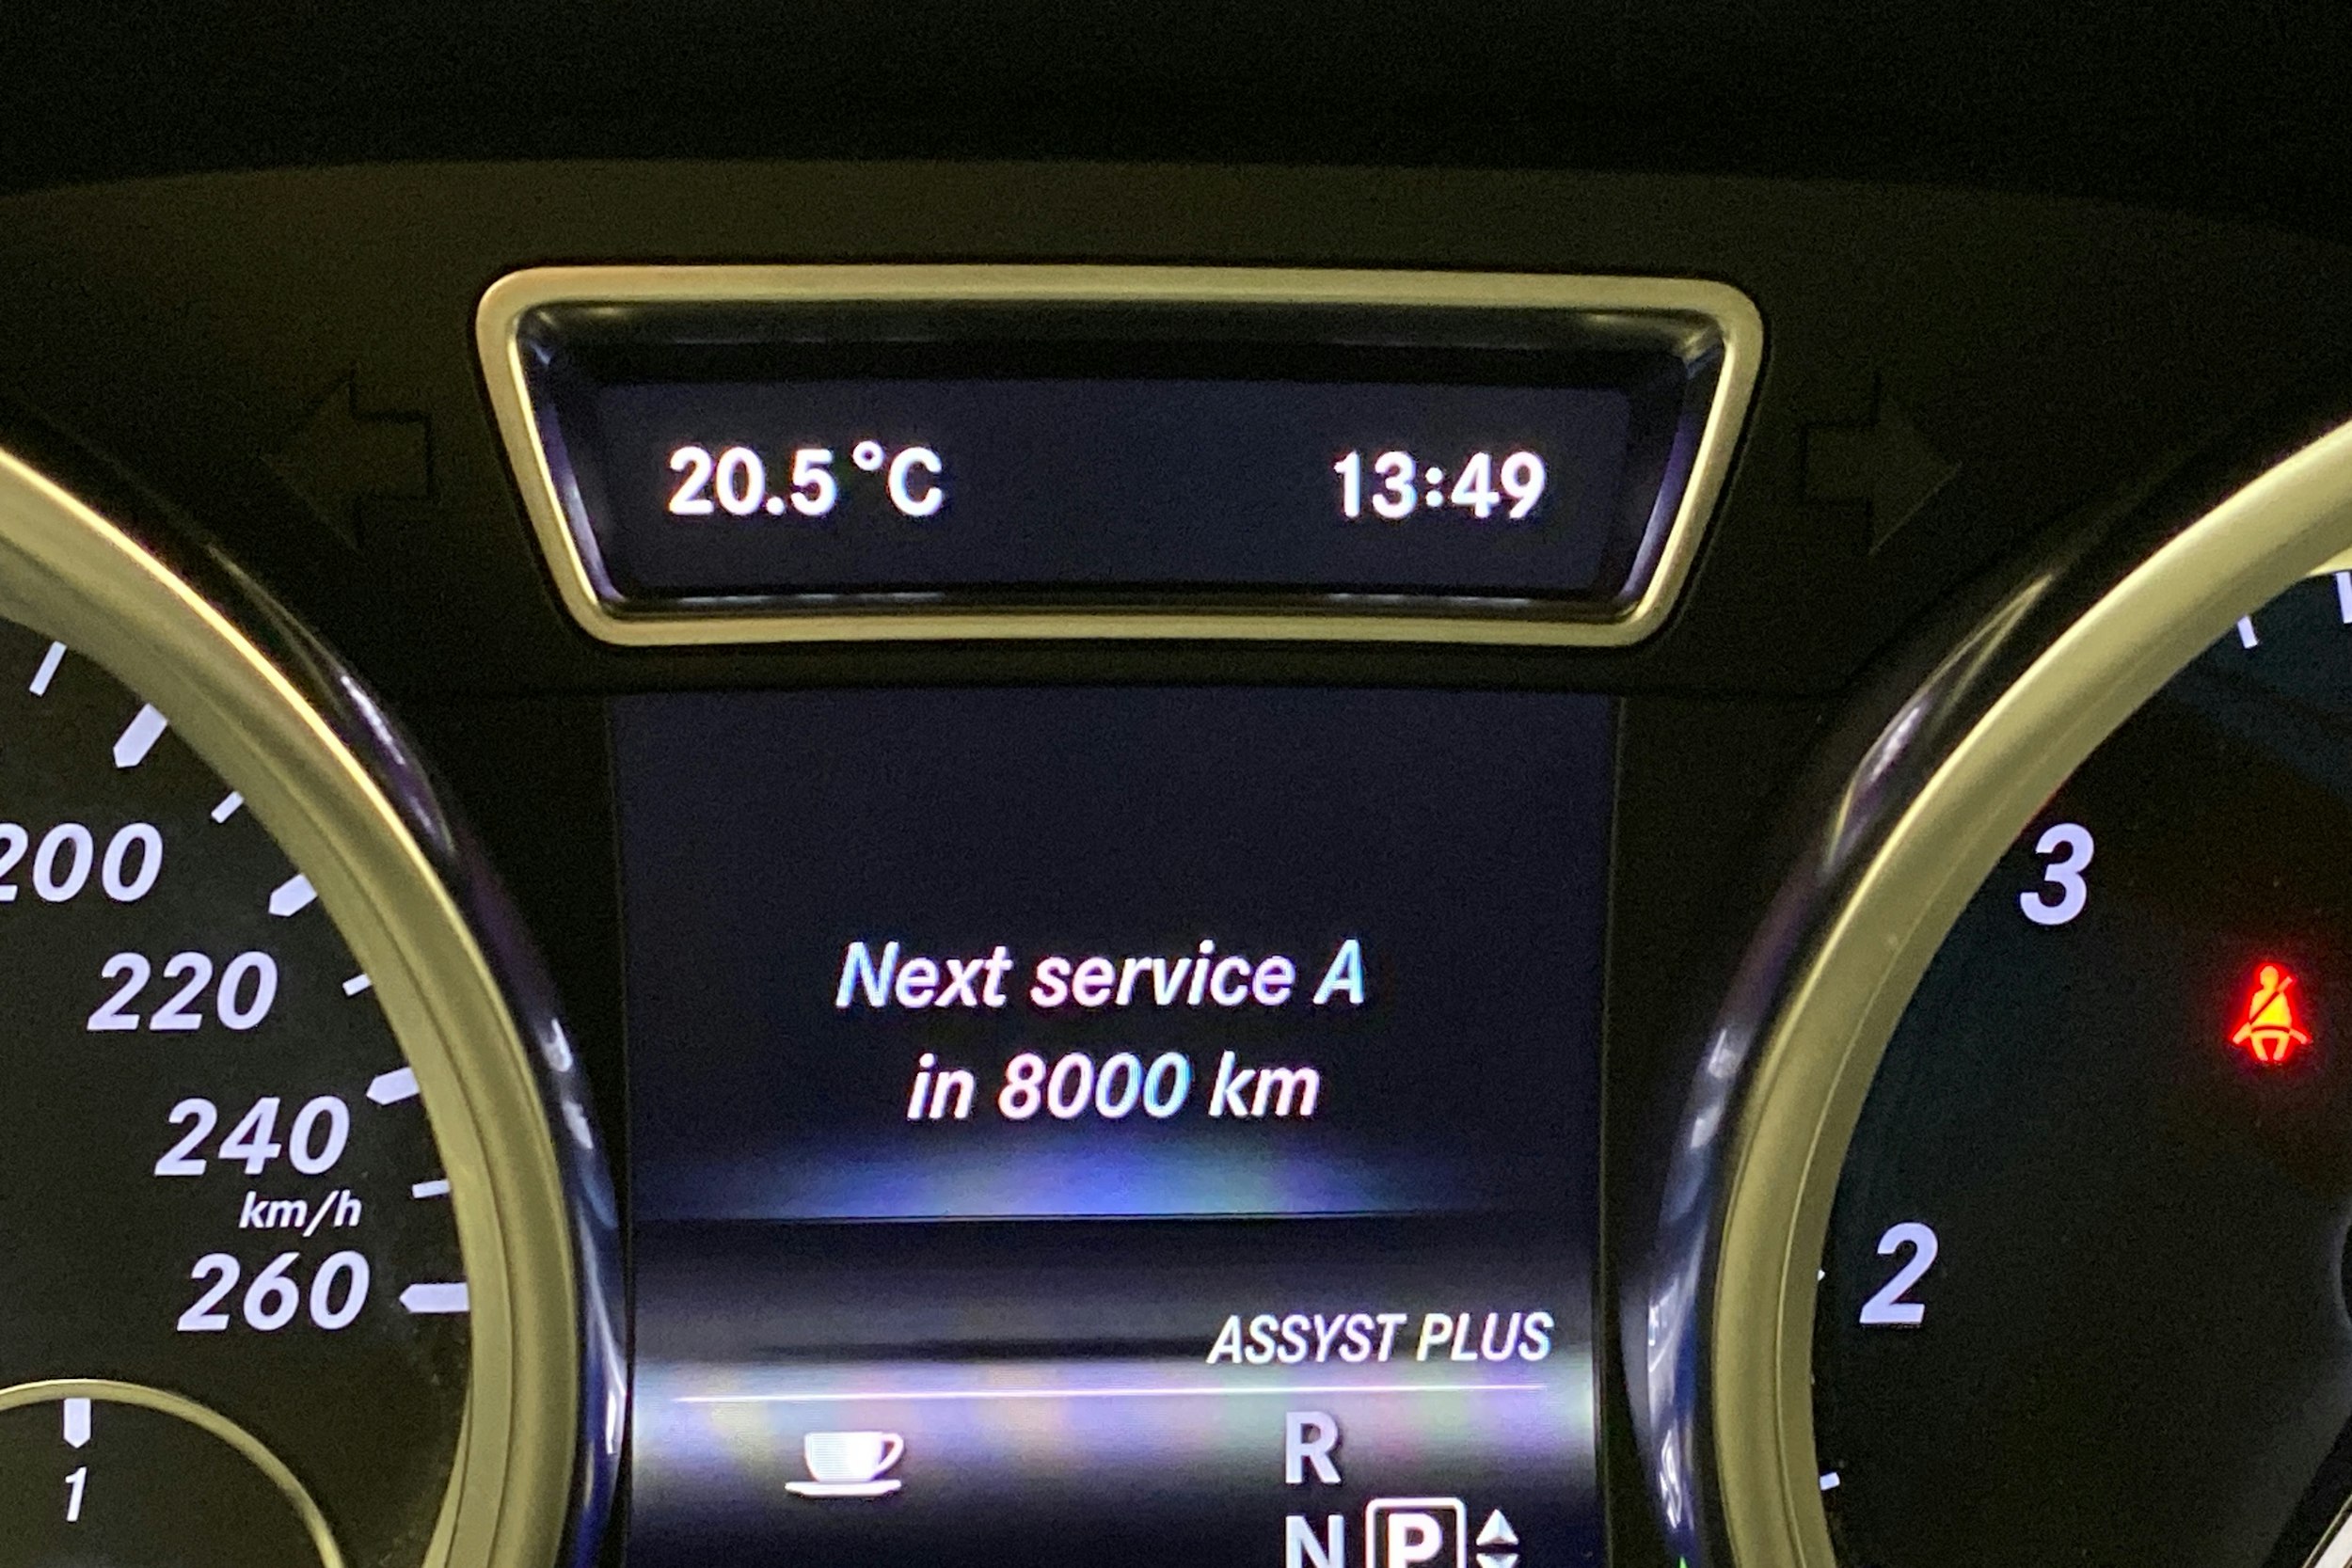 20.5 °C 13:49
200
220
240
km/h
260
1
Next service A
in 8000 km
ASSYST PLUS
R
N P
3
2